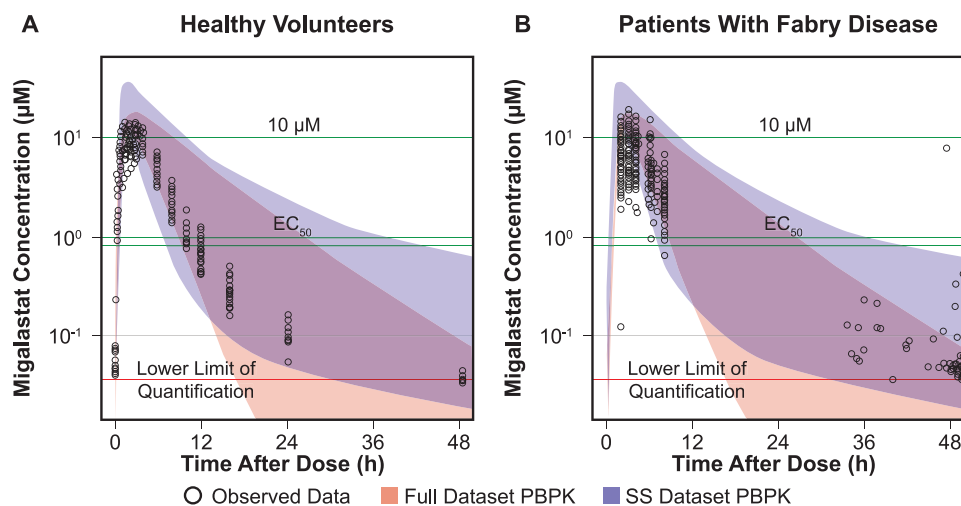 A
Healthy Volunteers
Migalastat Concentration (µM)
10¹
10⁰
10⁻¹
10 µM
EC₅₀
Lower Limit of
Quantification
0 12 24 36 48
Time After Dose (h)
B
Patients With Fabry Disease
Migalastat Concentration (µM)
10¹
10⁰
10⁻¹
10 µM
EC₅₀
Lower Limit of
Quantification
0 12 24 36 48
Time After Dose (h)
Observed Data Full Dataset PBPK SS Dataset PBPK